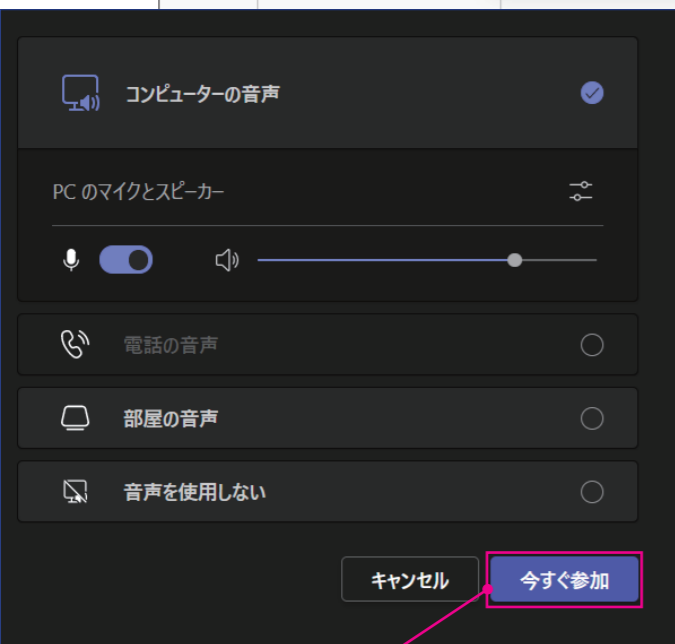 コンピューターの音声
PC のマイクとスピーカー
電話の音声
部屋の音声
音声を使用しない
キャンセル
今すぐ参加